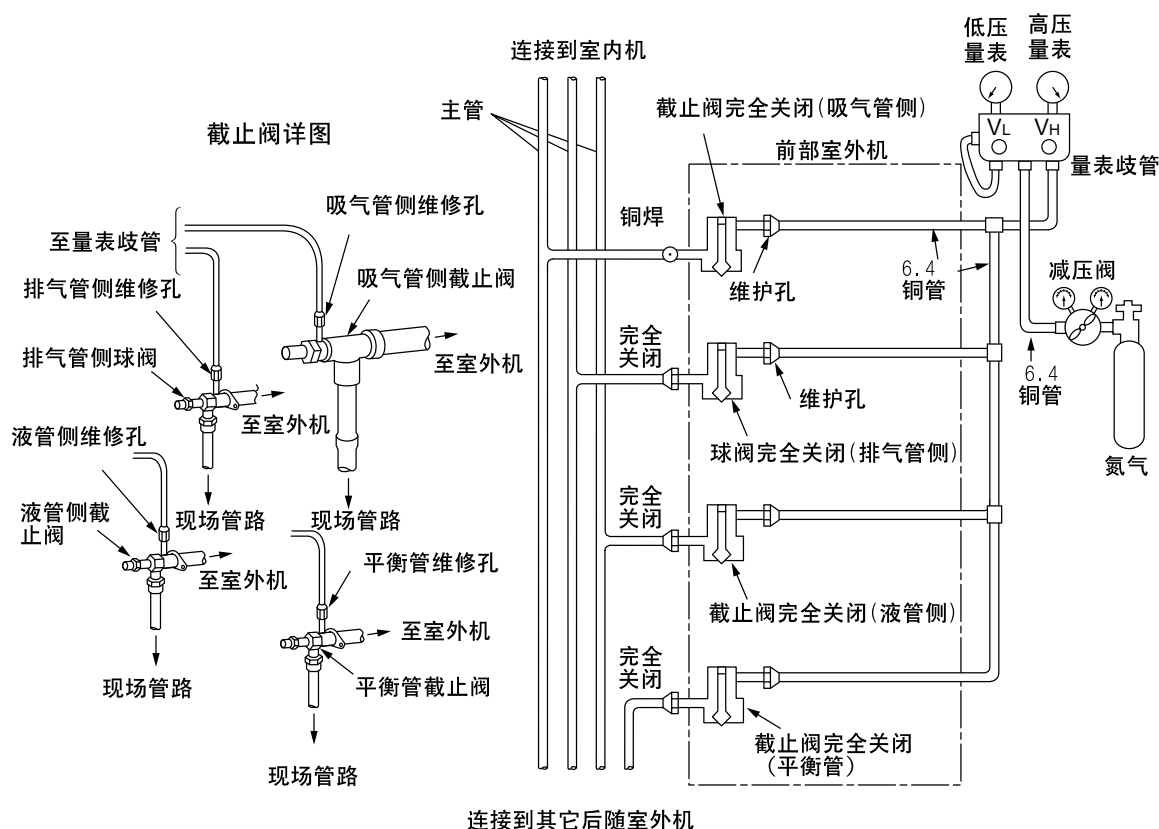 连接到室内机
低压
量表
高压
量表
主管
截止阀完全关闭(吸气管侧)
VL
VH
截止阀详图
前部室外机
量表歧管
吸气管侧维修孔
铜焊
至量表歧管
排气管侧维修孔
吸气管侧截止阀
维护孔
6.4
铜管
减压阀
完全
关闭
排气管侧球阀
至室外机
6.4
铜管
维护孔
至室外机
液管侧维修孔
球阀完全关闭(排气管侧)
氮气
完全
关闭
液管侧截
止阀
现场管路
现场管路
平衡管维修孔
至室外机
截止阀完全关闭(液管侧)
至室外机
完全
关闭
现场管路
平衡管截止阀
截止阀完全关闭
(平衡管)
现场管路
连接到其它后随室外机